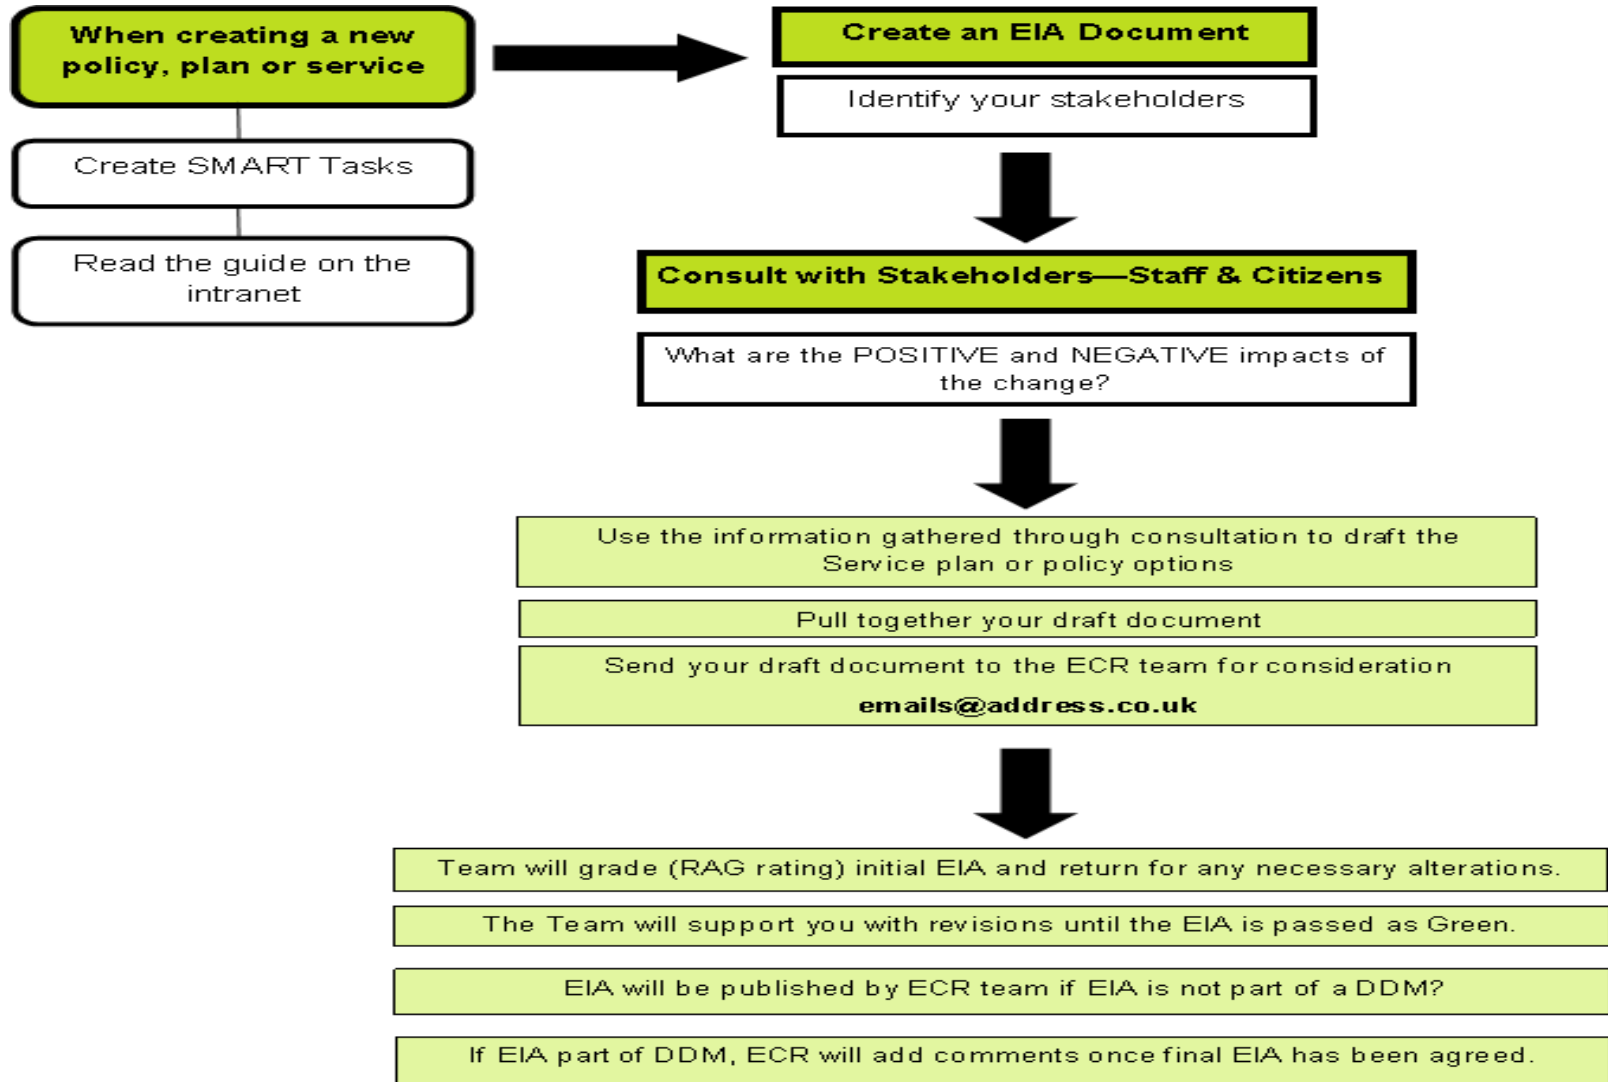 When creating a new
policy, plan or service
Create SMART Tasks
Read the guide on the
intranet
Create an EIA Document
Identify your stakeholders
Consult with Stakeholders—Staff & Citizens
What are the POSITIVE and NEGATIVE impacts of
the change?
Use the information gathered through consultation to draft the
Service plan or policy options
Pull together your draft document
Send your draft document to the ECR team for consideration
emails@address.co.uk
Team will grade (RAG rating) initial EIA and return for any necessary alterations.
The Team will support you with revisions until the EIA is passed as Green.
EIA will be published by ECR team if EIA is not part of a DDM?
If EIA part of DDM, ECR will add comments once final EIA has been agreed.